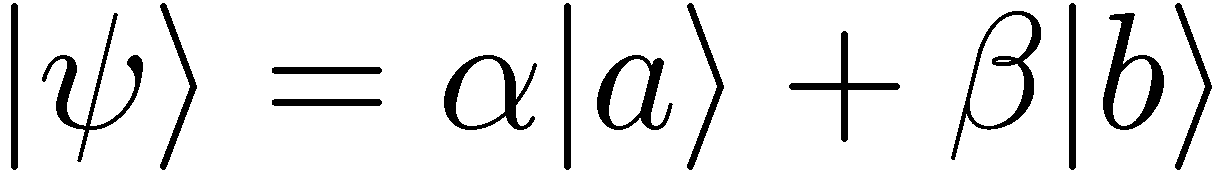 |ψ⟩ = α|a⟩ + β|b⟩